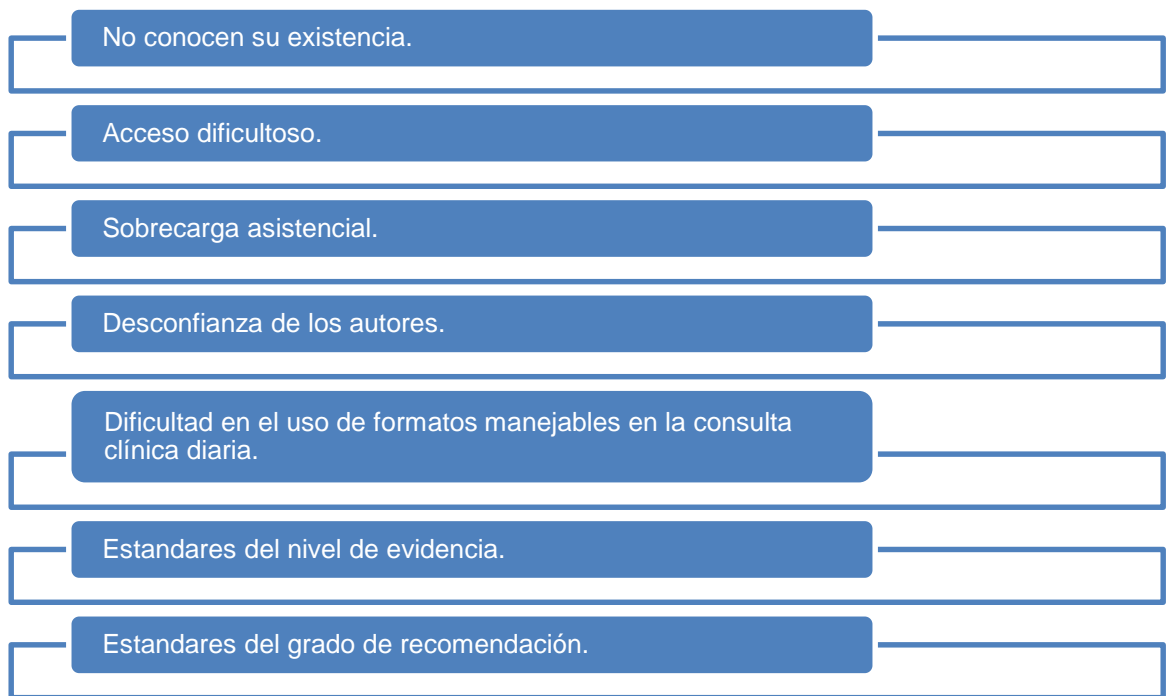 No conocen su existencia.
Acceso dificultoso.
Sobrecarga asistencial.
Desconfianza de los autores.
Dificultad en el uso de formatos manejables en la consulta
clínica diaria.
Estandares del nivel de evidencia.
Estandares del grado de recomendación.